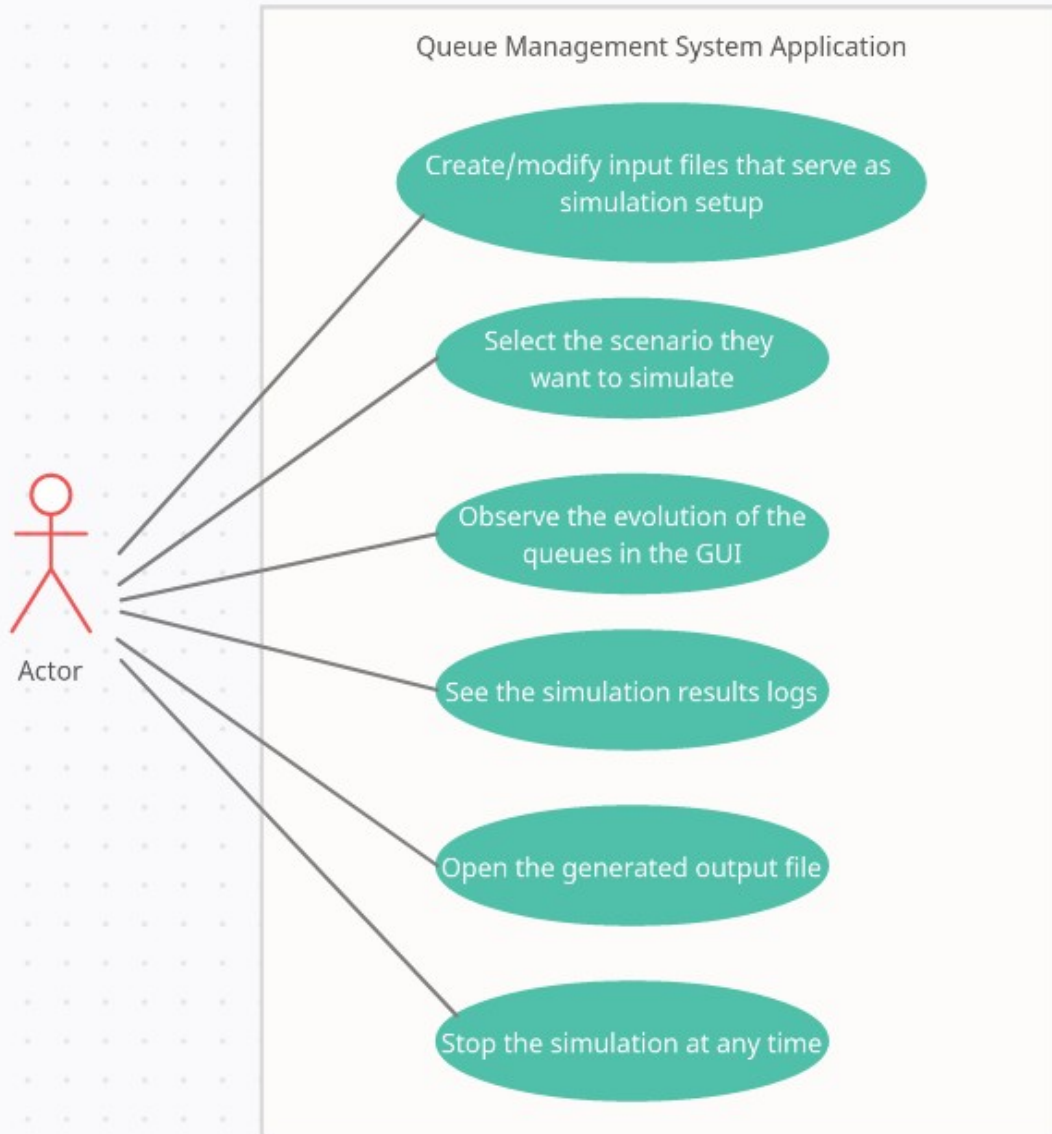 Queue Management System Application
Create/modify input files that serve as
simulation setup
Select the scenario they
want to simulate
Observe the evolution of the
queues in the GUI
Actor
See the simulation results logs
Open the generated output file
Stop the simulation at any time